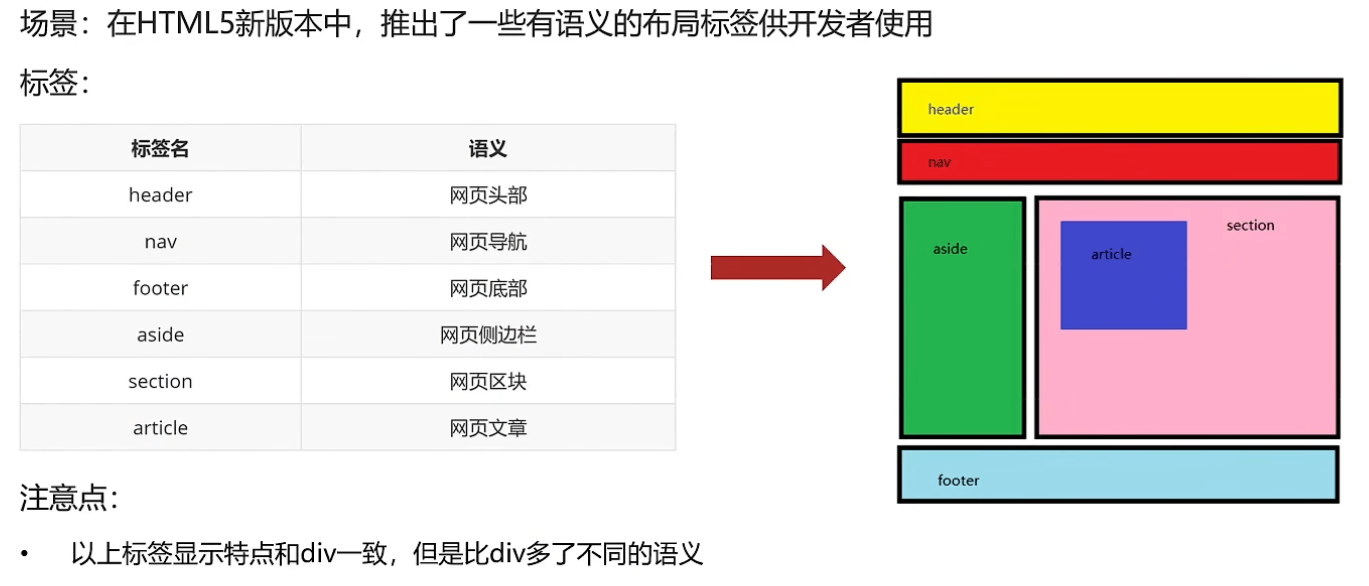 场景：在HTML5新版本中，推出了一些有语义的布局标签供开发者使用
标签：
标签名 语义
header 网页头部
nav 网页导航
footer 网页底部
aside 网页侧边栏
section 网页区块
article 网页文章
header
nav
aside
article
section
footer
注意点：
• 以上标签显示特点和div一致，但是比div多了不同的语义